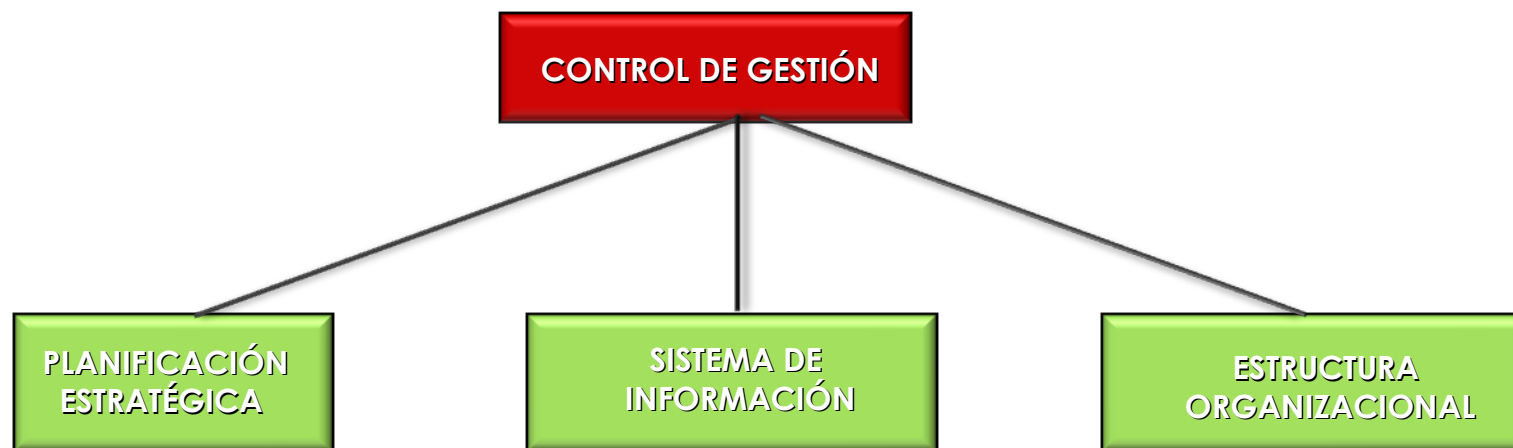 CONTROL DE GESTIÓN
PLANIFICACIÓN
ESTRATÉGICA
SISTEMA DE
INFORMACIÓN
ESTRUCTURA
ORGANIZACIONAL